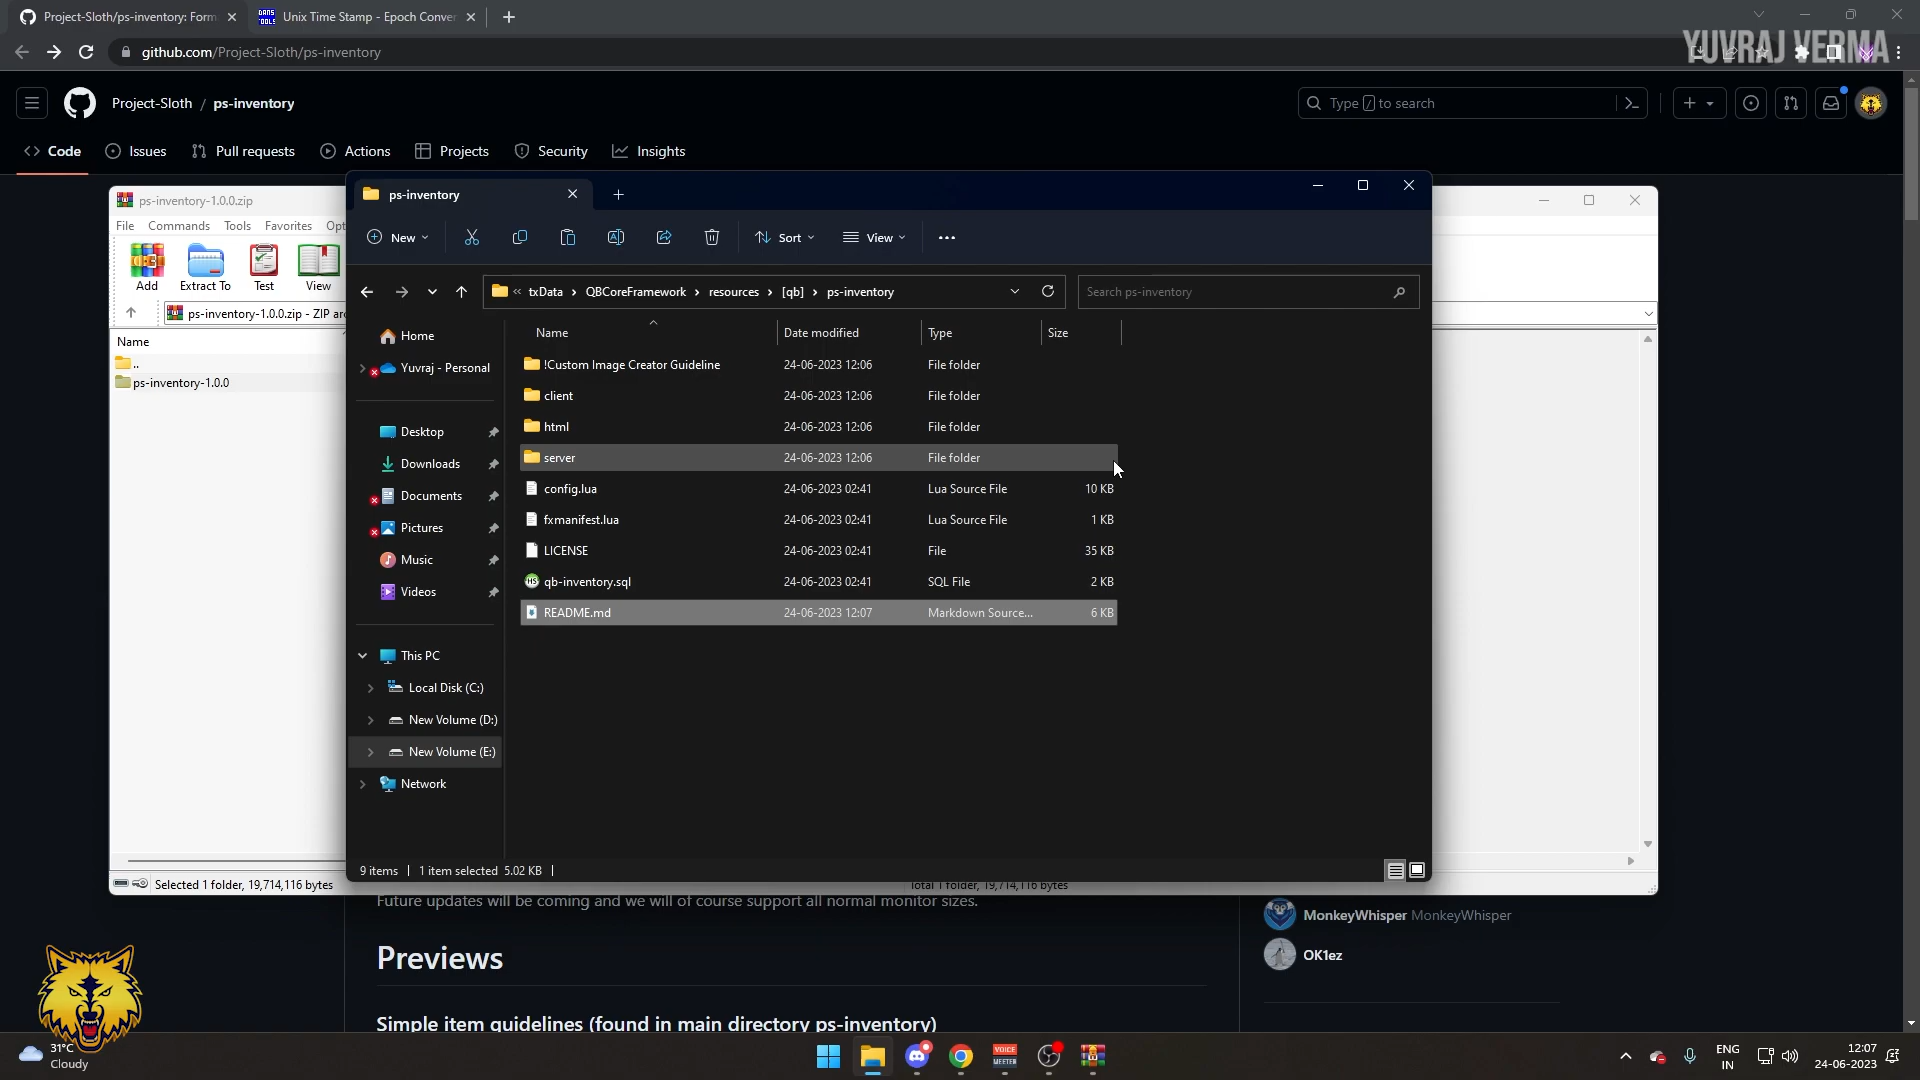 Project-Sloth/ps-inventory: Form
Unix Time Stamp - Epoch Conver
github.com/Project-Sloth/ps-inventory
YUVRAJ VERMA
Project-Sloth / ps-inventory
Type / to search
Code
Issues
Pull requests
Actions
Projects
Security
Insights
ps-inventory-1.0.0.zip
File Commands Tools Favorites Opt
Add
Extract To
Test
View
ps-inventory-1.0.0.zip - ZIP arc
Name
..
ps-inventory-1.0.0
Selected 1 folder, 19,714,116 bytes
Total 1 folder, 19,714,116 bytes
ps-inventory
New
Sort
View
« txData › QBCoreFramework › resources › [qb] › ps-inventory
Search ps-inventory
Home
Yuvraj - Personal
Desktop
Downloads
Documents
Pictures
Music
Videos
This PC
Local Disk (C:)
New Volume (D:)
New Volume (E:)
Network
Name Date modified Type Size
!Custom Image Creator Guideline 24-06-2023 12:06 File folder
client 24-06-2023 12:06 File folder
html 24-06-2023 12:06 File folder
server 24-06-2023 12:06 File folder
config.lua 24-06-2023 02:41 Lua Source File 10 KB
fxmanifest.lua 24-06-2023 02:41 Lua Source File 1 KB
LICENSE 24-06-2023 02:41 File 35 KB
qb-inventory.sql 24-06-2023 02:41 SQL File 2 KB
README.md 24-06-2023 12:07 Markdown Source... 6 KB
9 items | 1 item selected 5.02 KB |
Future updates will be coming and we will of course support all normal monitor sizes.
Previews
Simple item guidelines (found in main directory ps-inventory)
MonkeyWhisper MonkeyWhisper
OK1ez
31°C
Cloudy
VOICE
MEETER
ENG
IN
12:07
24-06-2023